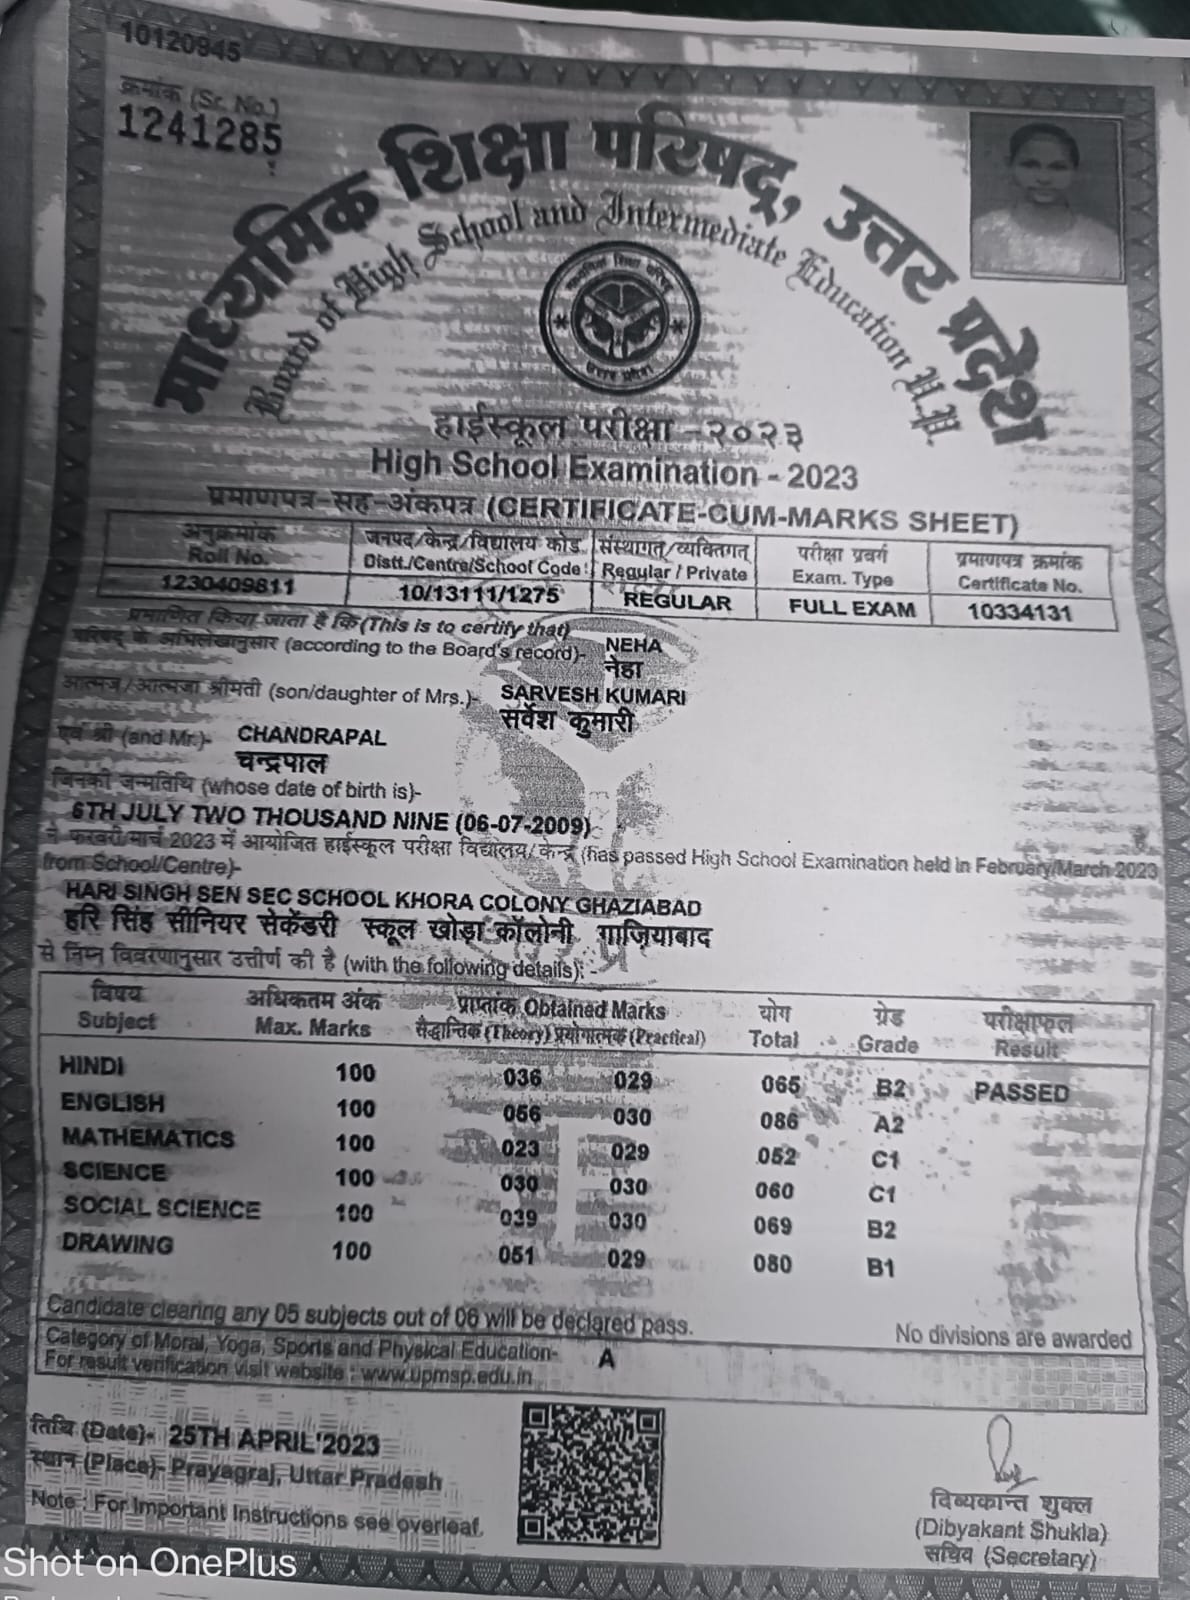 10120945
क्रमांक (Sr. No.)
1241285
माध्यमिक शिक्षा परिषद्, उत्तर प्रदेश
Board of High School and Intermediate Education U.P.
हाईस्कूल परीक्षा -२०२३
High School Examination - 2023
प्रमाणपत्र-सह-अंकपत्र (CERTIFICATE-CUM-MARKS SHEET)
अनुक्रमांक जनपद/केन्द्र/विद्यालय कोड संस्थागत/व्यक्तिगत परीक्षा प्रवर्ग प्रमाणपत्र क्रमांक
Roll No. Distt./Centre/School Code Regular / Private Exam. Type Certificate No.
1230409811 10/13111/1275 REGULAR FULL EXAM 10334131
प्रमाणित किया जाता है कि(This is to certify that)
परिषद् के अभिलेखानुसार (according to the Board's record)- NEHA
नेहा
आत्मज/आत्मजा श्रीमती (son/daughter of Mrs.)- SARVESH KUMARI
सर्वेश कुमारी
एवं श्री (and Mr.)- CHANDRAPAL
चन्द्रपाल
जिनकी जन्मतिथि (whose date of birth is)-
6TH JULY TWO THOUSAND NINE (06-07-2009)
ने फरवरी/मार्च 2023 में आयोजित हाईस्कूल परीक्षा विद्यालय/केन्द्र (has passed High School Examination held in February/March 2023
from School/Centre)-
HARI SINGH SEN SEC SCHOOL KHORA COLONY GHAZIABAD
हरि सिंह सीनियर सेकेंडरी स्कूल खोड़ा कॉलोनी गाज़ियाबाद
से निम्न विवरणानुसार उत्तीर्ण की है (with the following details):-
विषय अधिकतम अंक प्राप्तांक Obtained Marks योग ग्रेड परीक्षाफल
Subject Max. Marks सैद्धान्तिक (Theory) प्रयोगात्मक (Practical) Total Grade Result
HINDI 100 036 029 065 B2 PASSED
ENGLISH 100 056 030 086 A2
MATHEMATICS 100 023 029 052 C1
SCIENCE 100 030 030 060 C1
SOCIAL SCIENCE 100 039 030 069 B2
DRAWING 100 051 029 080 B1
Candidate clearing any 05 subjects out of 06 will be declared pass. No divisions are awarded
Category of Moral, Yoga, Sports and Physical Education- A
For result verification visit website : www.upmsp.edu.in
तिथि (Date)- 25TH APRIL'2023
स्थान (Place)- Prayagraj, Uttar Pradesh
Note : For Important Instructions see overleaf.
दिब्यकान्त शुक्ल
(Dibyakant Shukla)
सचिव (Secretary)
Shot on OnePlus